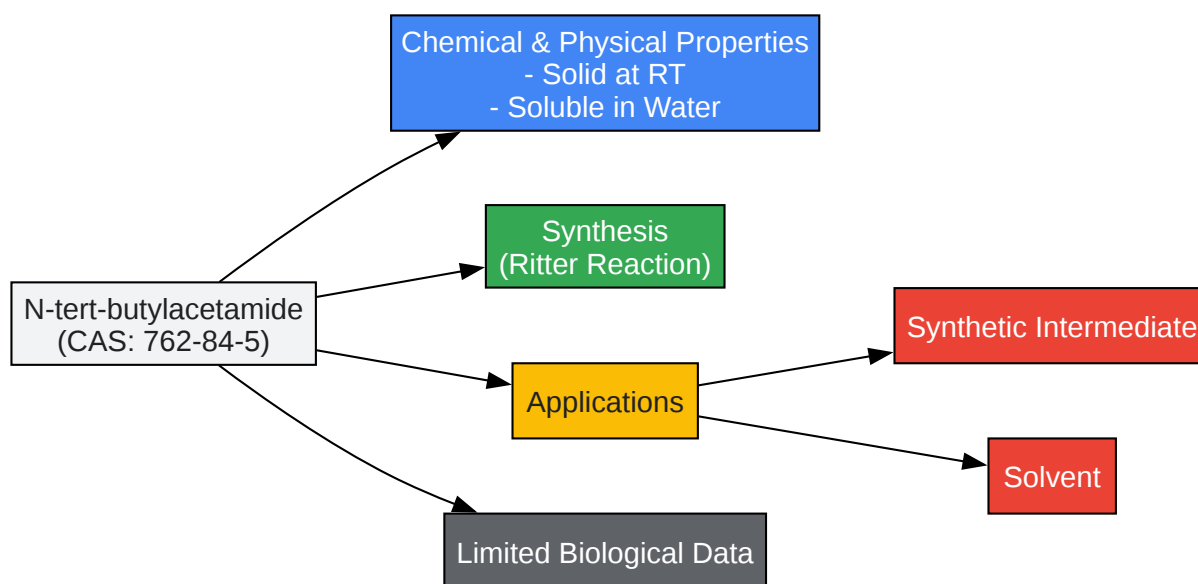 Chemical & Physical Properties
- Solid at RT
- Soluble in Water
Synthesis
(Ritter Reaction)
N-tert-butylacetamide
(CAS: 762-84-5)
Synthetic Intermediate
Applications
Solvent
Limited Biological Data